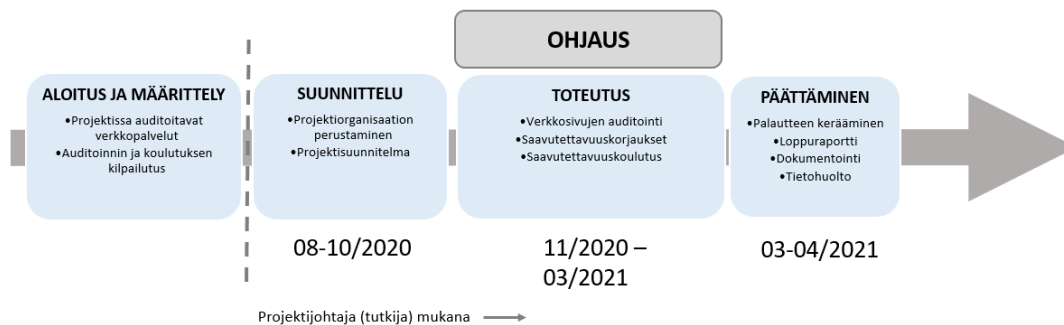 OHJAUS
ALOITUS JA MÄÄRITTELY
•Projektissa auditoitavat
verkkopalvelut
•Auditoinnin ja koulutuksen
kilpailutus
SUUNNITTELU
•Projektiorganisaation
perustaminen
•Projektisuunnitelma
TOTEUTUS
•Verkkosivujen auditointi
•Saavutettavuuskorjaukset
•Saavutettavuuskoulutus
PÄÄTTÄMINEN
•Palautteen kerääminen
•Loppuraportti
•Dokumentointi
•Tietohuolto
08-10/2020
11/2020 –
03/2021
03-04/2021
Projektijohtaja (tutkija) mukana